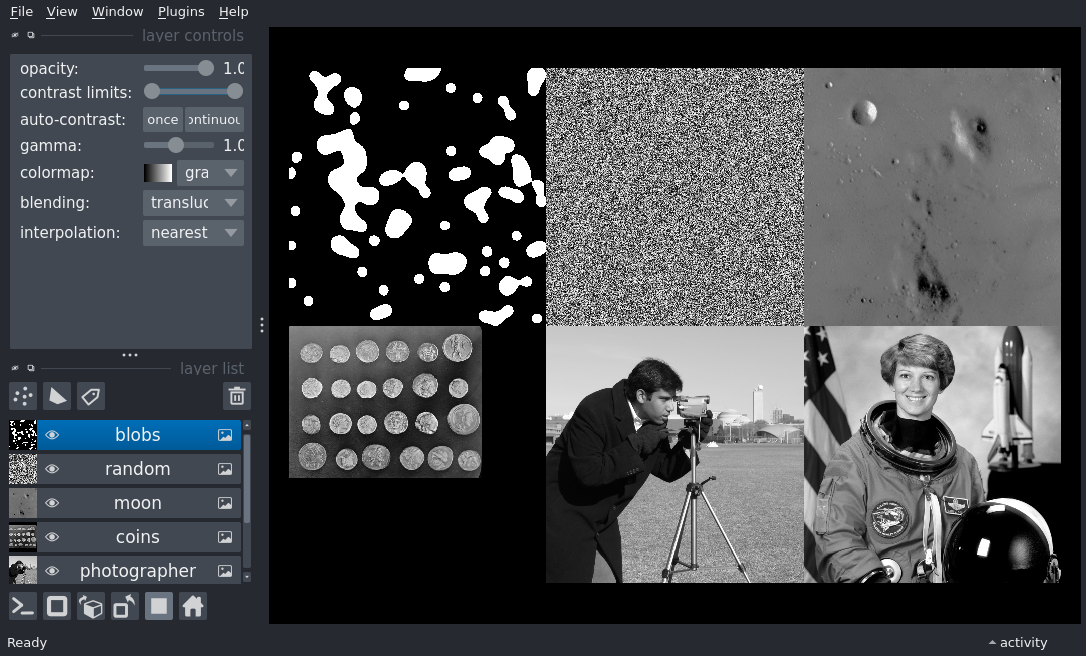 File View Window Plugins Help
layer controls
opacity: 1.0
contrast limits:
auto-contrast: once ontinuou
gamma: 1.0
colormap: gra
blending: transluc
interpolation: nearest
layer list
blobs
random
moon
coins
photographer
Ready
activity